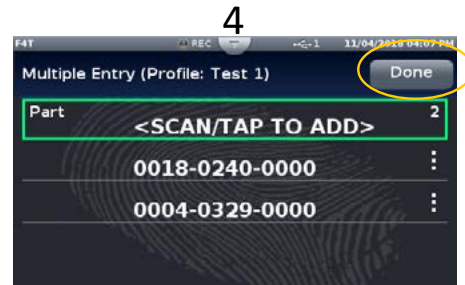 4
F4T REC 1 11/04/2018 04:07 PM
Multiple Entry (Profile: Test 1) Done
Part 2
<SCAN/TAP TO ADD>
0018-0240-0000
0004-0329-0000